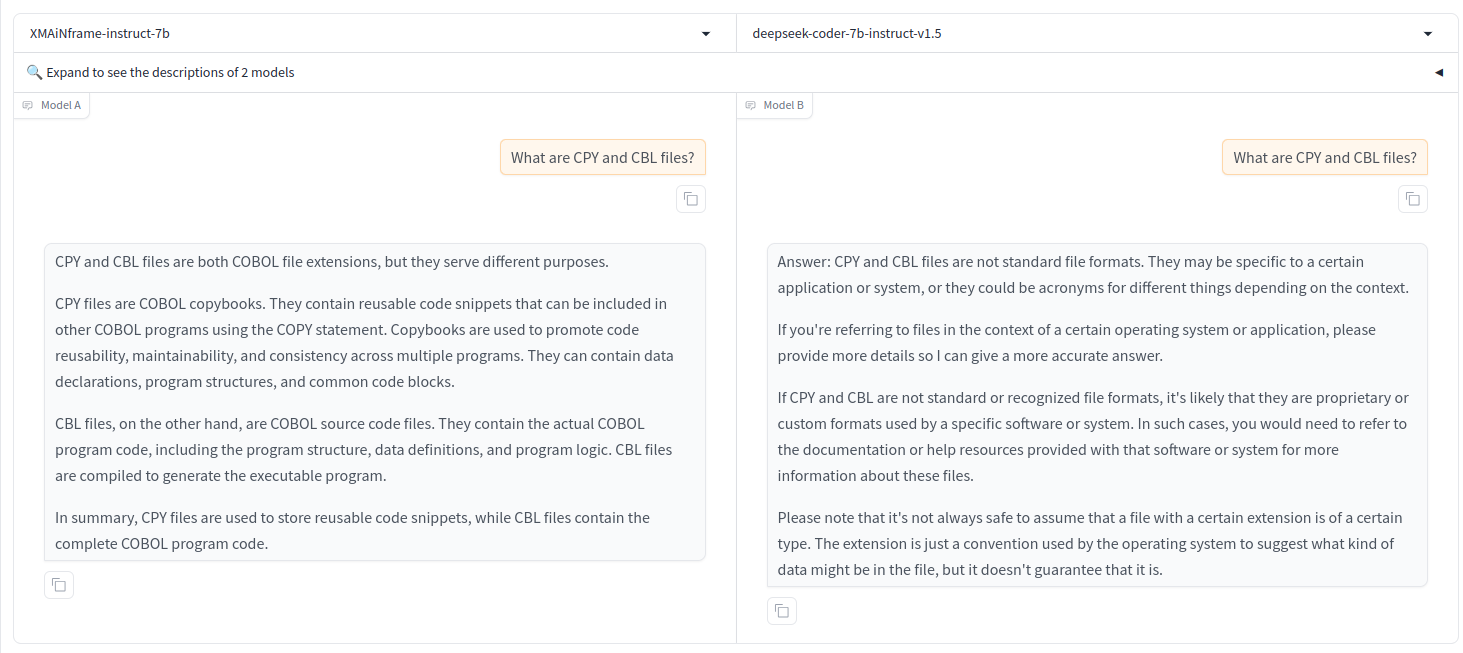 XMAiNframe-instruct-7b
deepseek-coder-7b-instruct-v1.5
🔍 Expand to see the descriptions of 2 models
Model A
What are CPY and CBL files?
CPY and CBL files are both COBOL file extensions, but they serve different purposes.
CPY files are COBOL copybooks. They contain reusable code snippets that can be included in
other COBOL programs using the COPY statement. Copybooks are used to promote code
reusability, maintainability, and consistency across multiple programs. They can contain data
declarations, program structures, and common code blocks.
CBL files, on the other hand, are COBOL source code files. They contain the actual COBOL
program code, including the program structure, data definitions, and program logic. CBL files
are compiled to generate the executable program.
In summary, CPY files are used to store reusable code snippets, while CBL files contain the
complete COBOL program code.
Model B
What are CPY and CBL files?
Answer: CPY and CBL files are not standard file formats. They may be specific to a certain
application or system, or they could be acronyms for different things depending on the context.
If you're referring to files in the context of a certain operating system or application, please
provide more details so I can give a more accurate answer.
If CPY and CBL are not standard or recognized file formats, it's likely that they are proprietary or
custom formats used by a specific software or system. In such cases, you would need to refer to
the documentation or help resources provided with that software or system for more
information about these files.
Please note that it's not always safe to assume that a file with a certain extension is of a certain
type. The extension is just a convention used by the operating system to suggest what kind of
data might be in the file, but it doesn't guarantee that it is.